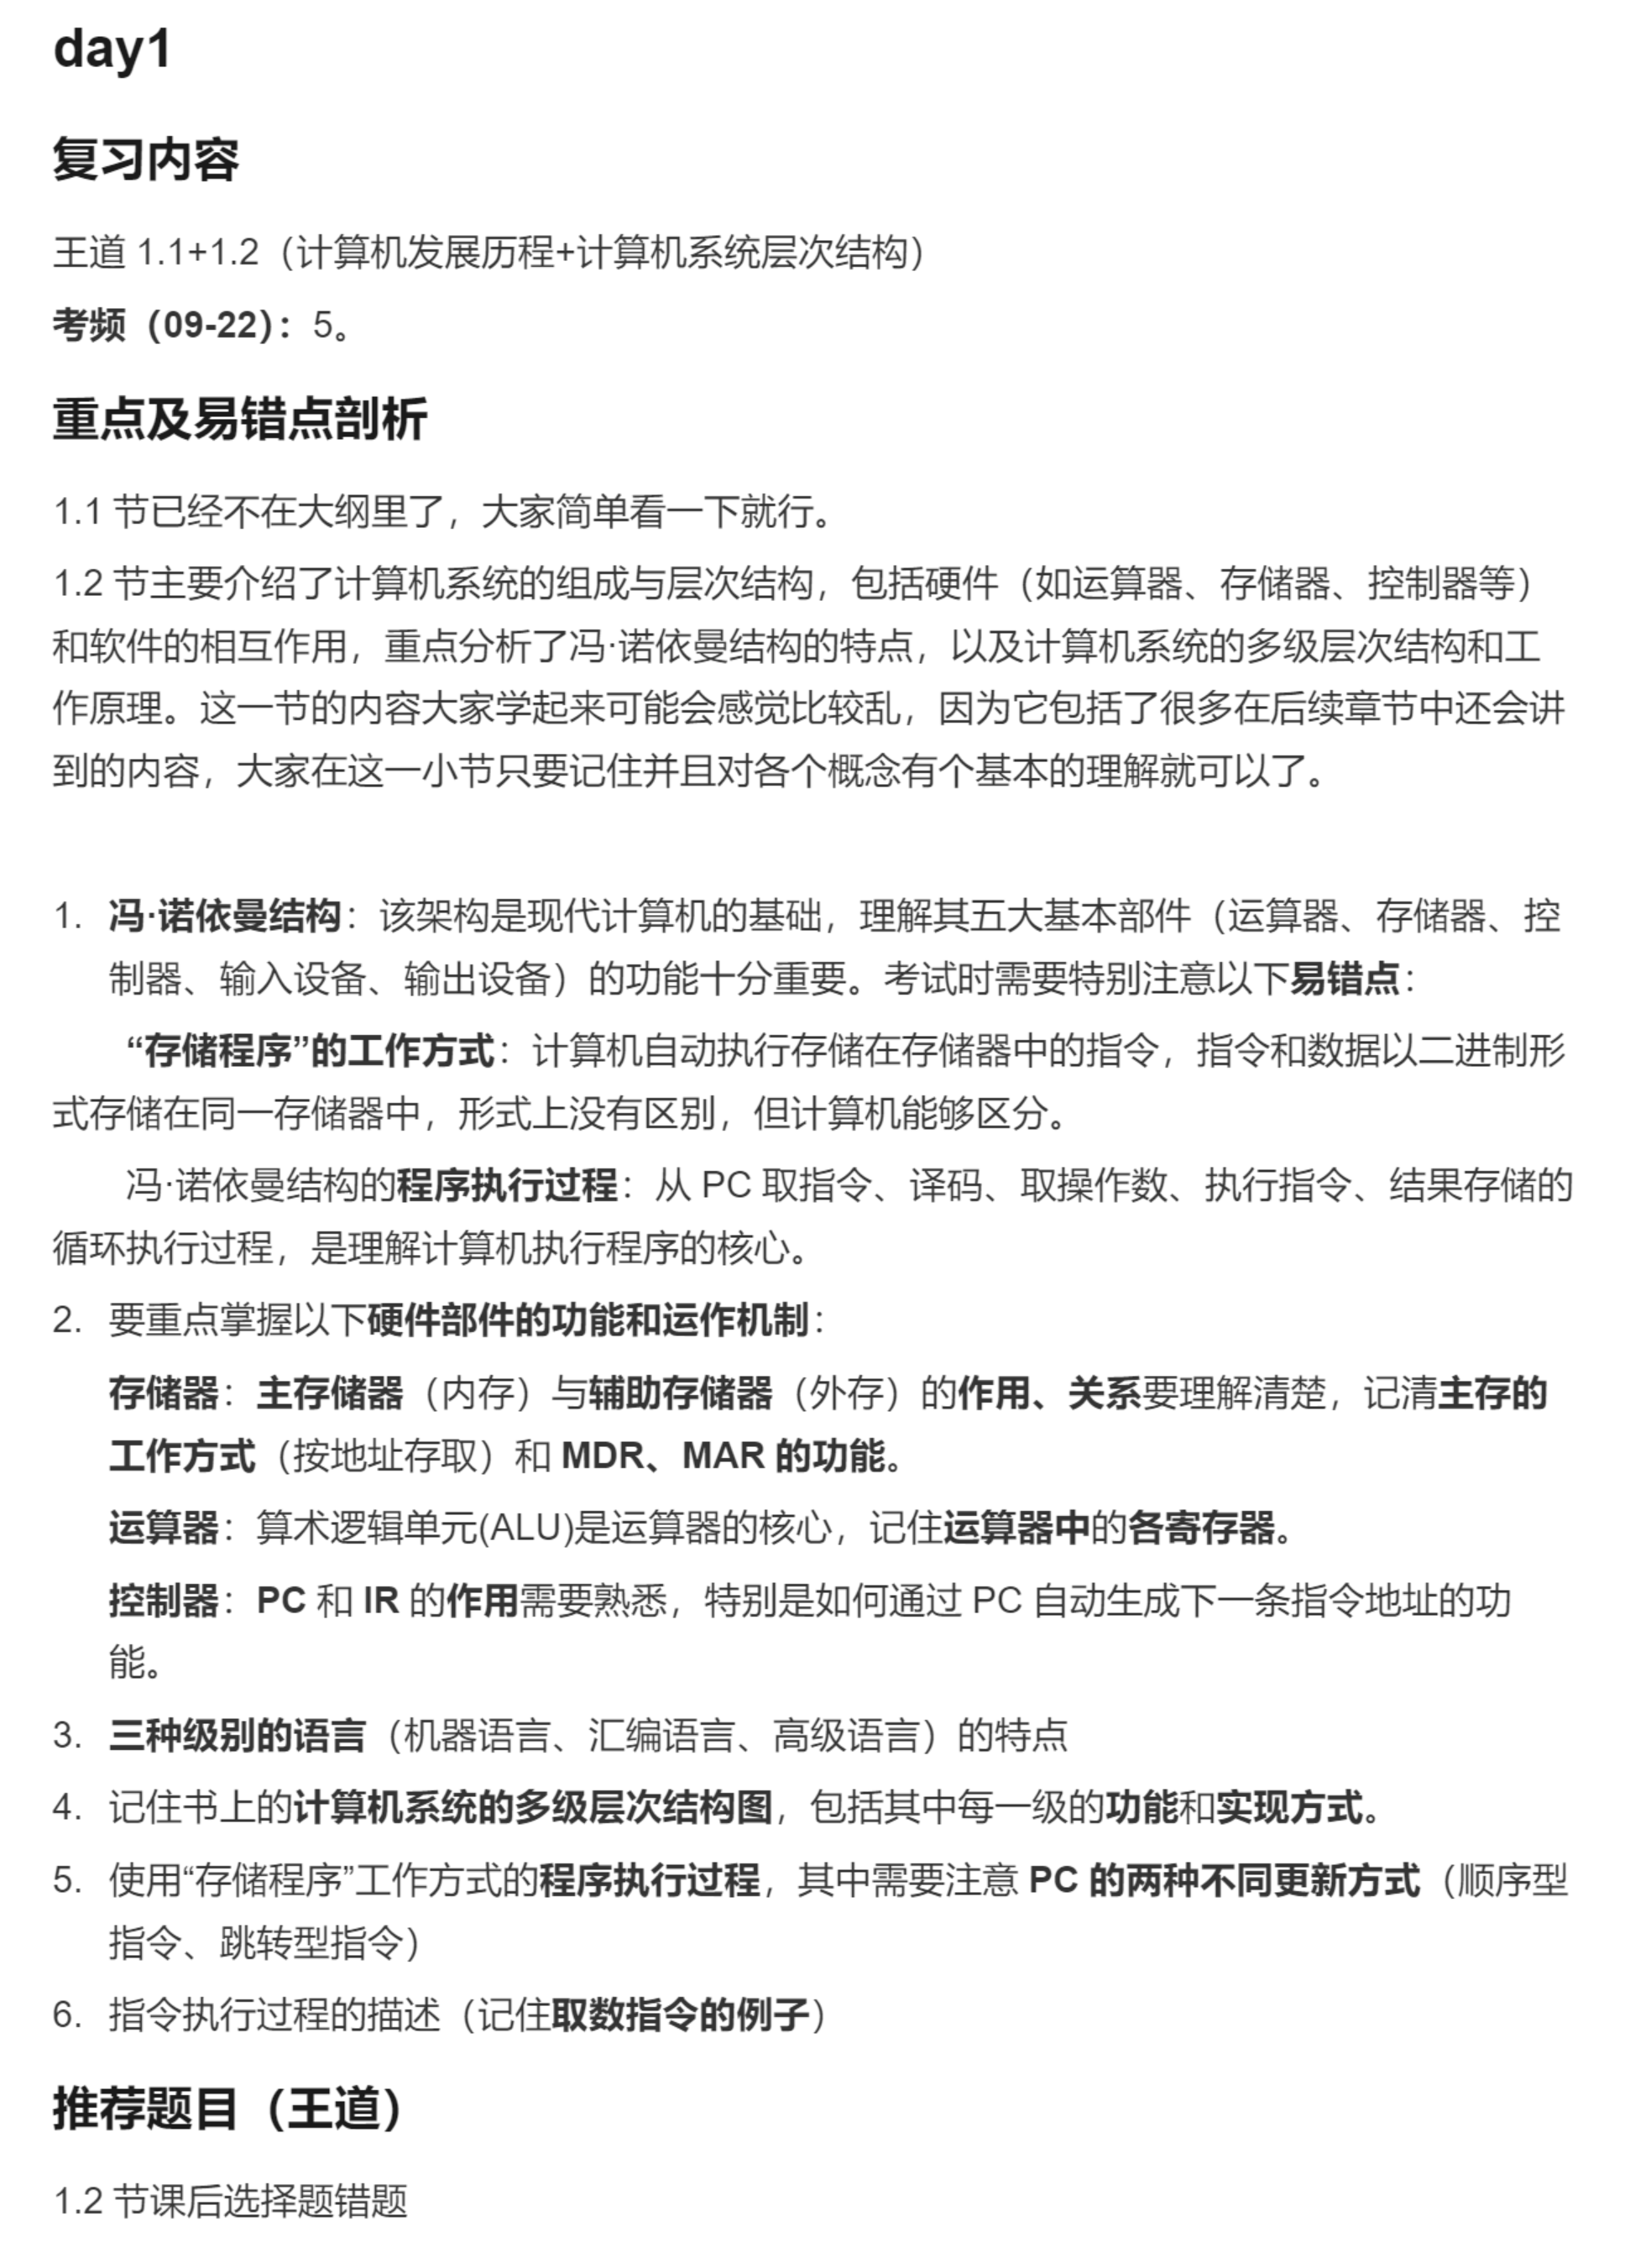 day1
复习内容
王道 1.1+1.2（计算机发展历程+计算机系统层次结构）
考频（09-22）：5。
重点及易错点剖析
1.1 节已经不在大纲里了，大家简单看一下就行。
1.2 节主要介绍了计算机系统的组成与层次结构，包括硬件（如运算器、存储器、控制器等）
和软件的相互作用，重点分析了冯·诺依曼结构的特点，以及计算机系统的多级层次结构和工
作原理。这一节的内容大家学起来可能会感觉比较乱，因为它包括了很多在后续章节中还会讲
到的内容，大家在这一小节只要记住并且对各个概念有个基本的理解就可以了。
1. 冯·诺依曼结构：该架构是现代计算机的基础，理解其五大基本部件（运算器、存储器、控
制器、输入设备、输出设备）的功能十分重要。考试时需要特别注意以下易错点：
“存储程序”的工作方式：计算机自动执行存储在存储器中的指令，指令和数据以二进制形
式存储在同一存储器中，形式上没有区别，但计算机能够区分。
冯·诺依曼结构的程序执行过程：从 PC 取指令、译码、取操作数、执行指令、结果存储的
循环执行过程，是理解计算机执行程序的核心。
2. 要重点掌握以下硬件部件的功能和运作机制：
存储器：主存储器（内存）与辅助存储器（外存）的作用、关系要理解清楚，记清主存的
工作方式（按地址存取）和 MDR、MAR 的功能。
运算器：算术逻辑单元(ALU)是运算器的核心，记住运算器中的各寄存器。
控制器：PC 和 IR 的作用需要熟悉，特别是如何通过 PC 自动生成下一条指令地址的功
能。
3. 三种级别的语言（机器语言、汇编语言、高级语言）的特点
4. 记住书上的计算机系统的多级层次结构图，包括其中每一级的功能和实现方式。
5. 使用“存储程序”工作方式的程序执行过程，其中需要注意 PC 的两种不同更新方式（顺序型
指令、跳转型指令）
6. 指令执行过程的描述（记住取数指令的例子）
推荐题目（王道）
1.2 节课后选择题错题